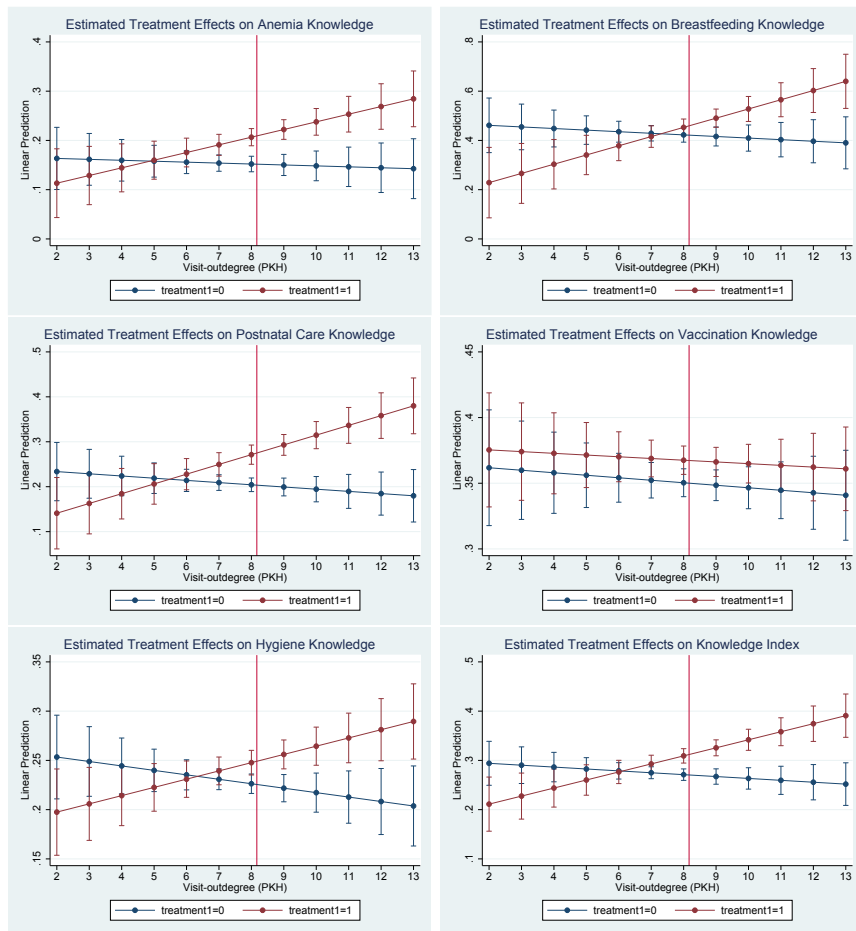 Estimated Treatment Effects on Anemia Knowledge
Linear Prediction
.4
.3
.2
.1
0
2 3 4 5 6 7 8 9 10 11 12 13
Visit-outdegree (PKH)
treatment1=0 treatment1=1
Estimated Treatment Effects on Breastfeeding Knowledge
Linear Prediction
.8
.6
.4
.2
0
2 3 4 5 6 7 8 9 10 11 12 13
Visit-outdegree (PKH)
treatment1=0 treatment1=1
Estimated Treatment Effects on Postnatal Care Knowledge
Linear Prediction
.5
.4
.3
.2
.1
2 3 4 5 6 7 8 9 10 11 12 13
Visit-outdegree (PKH)
treatment1=0 treatment1=1
Estimated Treatment Effects on Vaccination Knowledge
Linear Prediction
.45
.4
.35
.3
2 3 4 5 6 7 8 9 10 11 12 13
Visit-outdegree (PKH)
treatment1=0 treatment1=1
Estimated Treatment Effects on Hygiene Knowledge
Linear Prediction
.35
.3
.25
.2
.15
2 3 4 5 6 7 8 9 10 11 12 13
Visit-outdegree (PKH)
treatment1=0 treatment1=1
Estimated Treatment Effects on Knowledge Index
Linear Prediction
.5
.4
.3
.2
.1
2 3 4 5 6 7 8 9 10 11 12 13
Visit-outdegree (PKH)
treatment1=0 treatment1=1